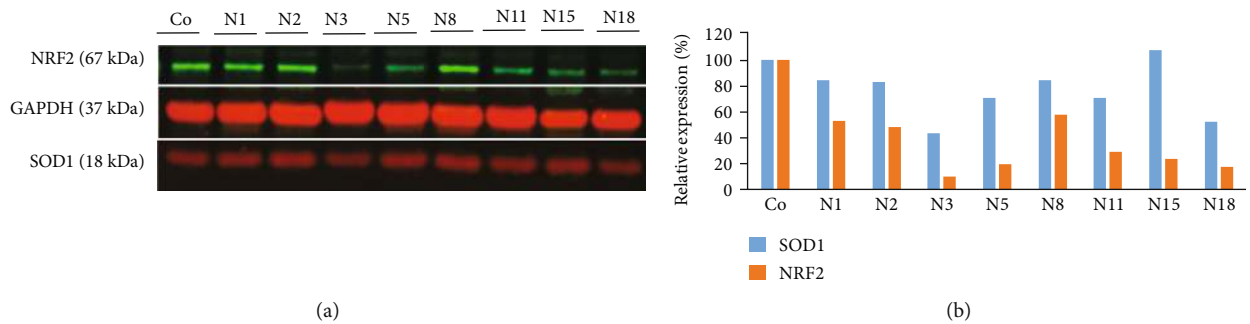 Co N1 N2 N3 N5 N8 N11 N15 N18
NRF2 (67 kDa)
GAPDH (37 kDa)
SOD1 (18 kDa)
(a)
Relative expression (%)
120
100
80
60
40
20
0
Co N1 N2 N3 N5 N8 N11 N15 N18
SOD1
NRF2
(b)